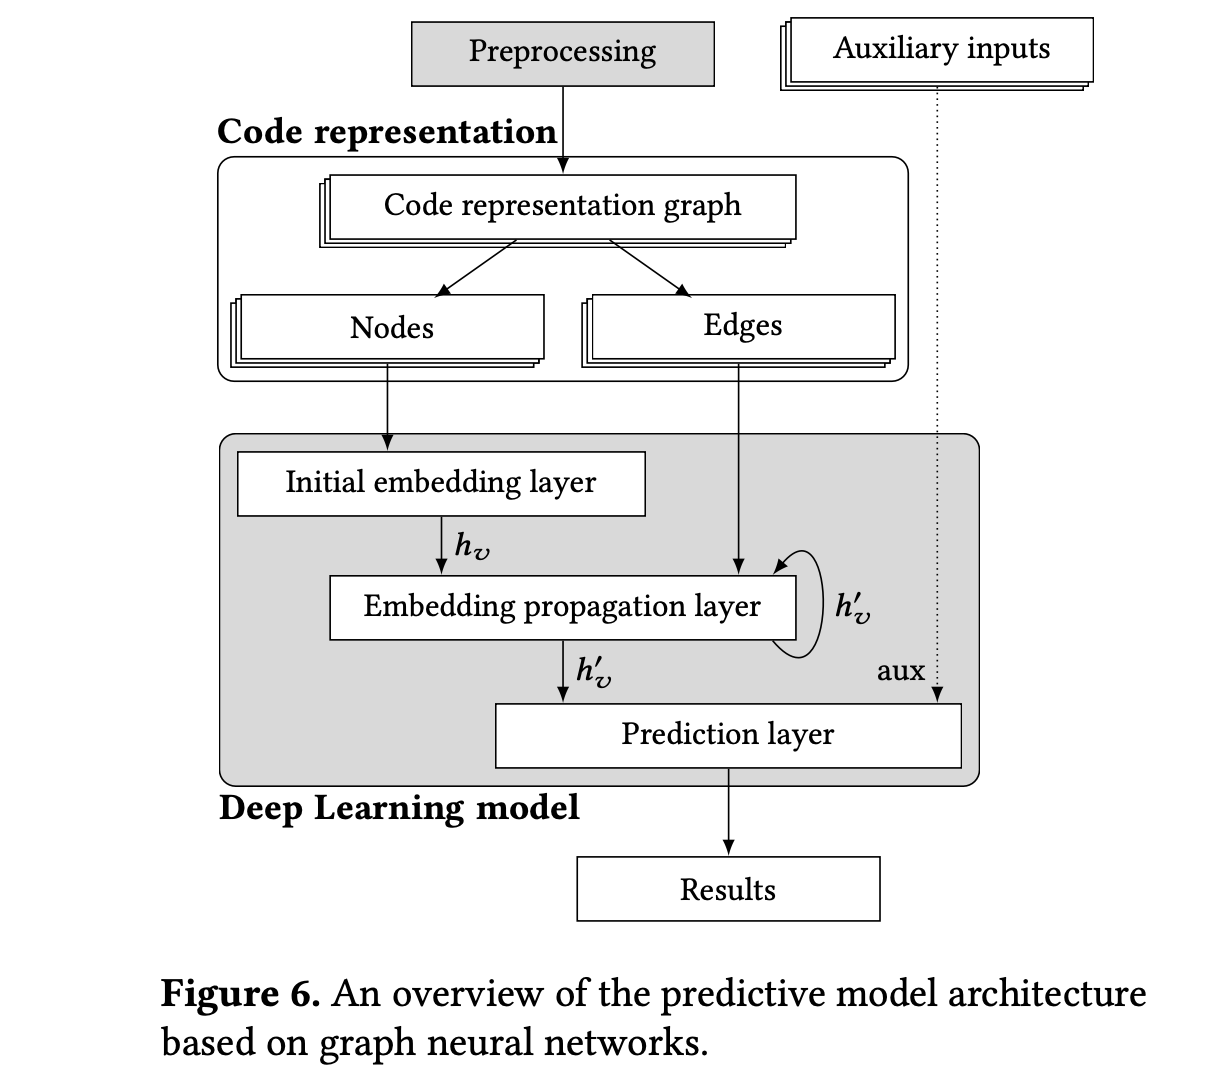 Preprocessing
Auxiliary inputs
Code representation
Code representation graph
Nodes
Edges
Initial embedding layer
h_v
Embedding propagation layer
h′_v
h′_v
aux
Prediction layer
Deep Learning model
Results
Figure 6. An overview of the predictive model architecture
based on graph neural networks.